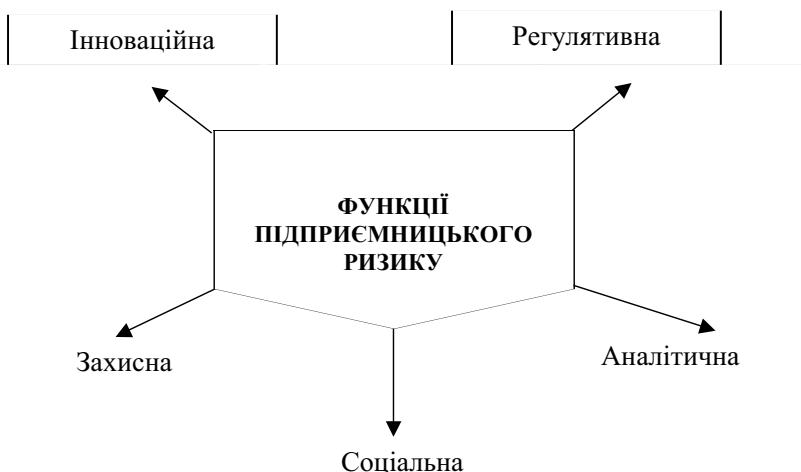 Інноваційна
Регулятивна
ФУНКЦІЇ
ПІДПРИЄМНИЦЬКОГО
РИЗИКУ
Захисна
Аналітична
Соціальна